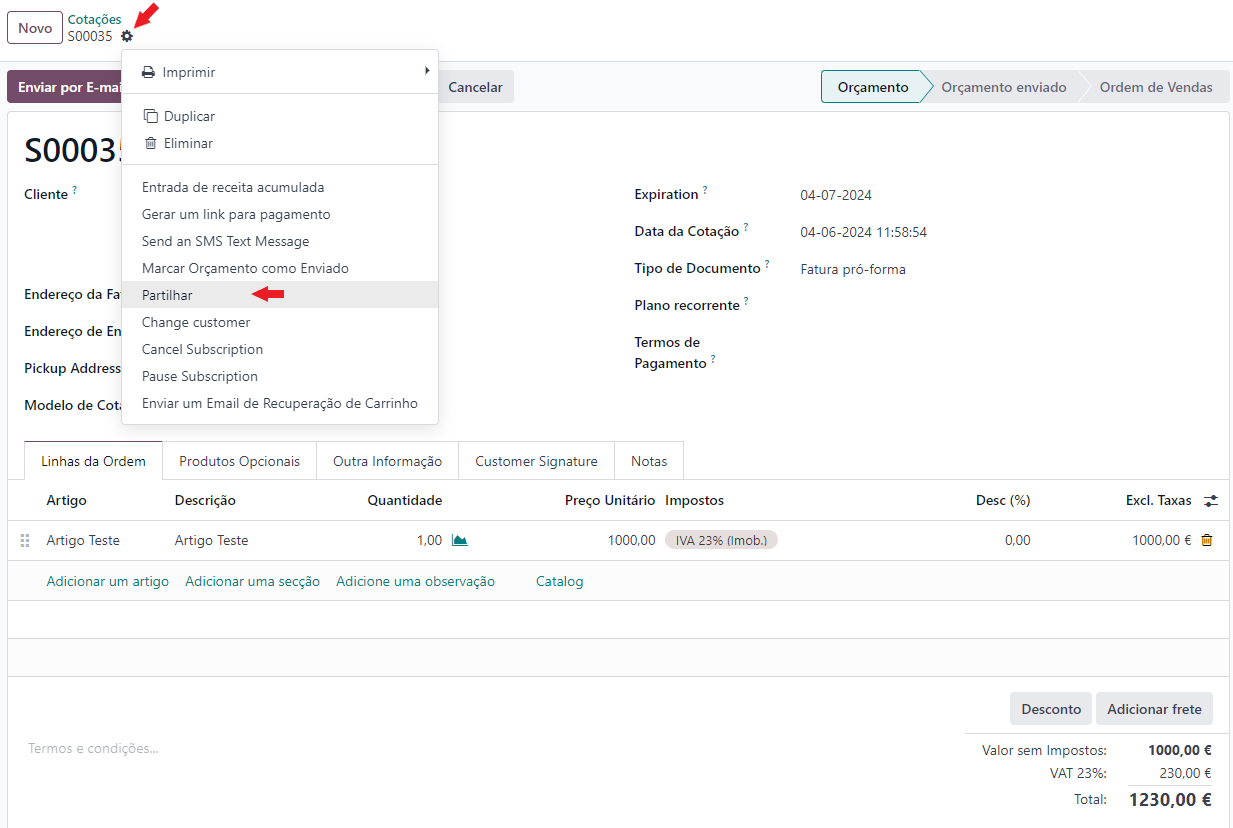 Novo
Cotações
S00035
Imprimir
Duplicar
Eliminar
Entrada de receita acumulada
Gerar um link para pagamento
Send an SMS Text Message
Marcar Orçamento como Enviado
Partilhar
Change customer
Cancel Subscription
Pause Subscription
Enviar um Email de Recuperação de Carrinho
Enviar por E-mai
Cancelar
Orçamento
Orçamento enviado
Ordem de Vendas
S00035
Cliente ?
Endereço da Fa
Endereço de En
Pickup Address
Modelo de Cota
Expiration ? 04-07-2024
Data da Cotação ? 04-06-2024 11:58:54
Tipo de Documento ? Fatura pró-forma
Plano recorrente ?
Termos de
Pagamento ?
Linhas da Ordem Produtos Opcionais Outra Informação Customer Signature Notas
Artigo Descrição Quantidade Preço Unitário Impostos Desc (%) Excl. Taxas
Artigo Teste Artigo Teste 1,00 1000,00 IVA 23% (Imob.) 0,00 1000,00 €
Adicionar um artigo Adicionar uma secção Adicione uma observação Catalog
Desconto Adicionar frete
Termos e condições...
Valor sem Impostos: 1000,00 €
VAT 23%: 230,00 €
Total: 1230,00 €